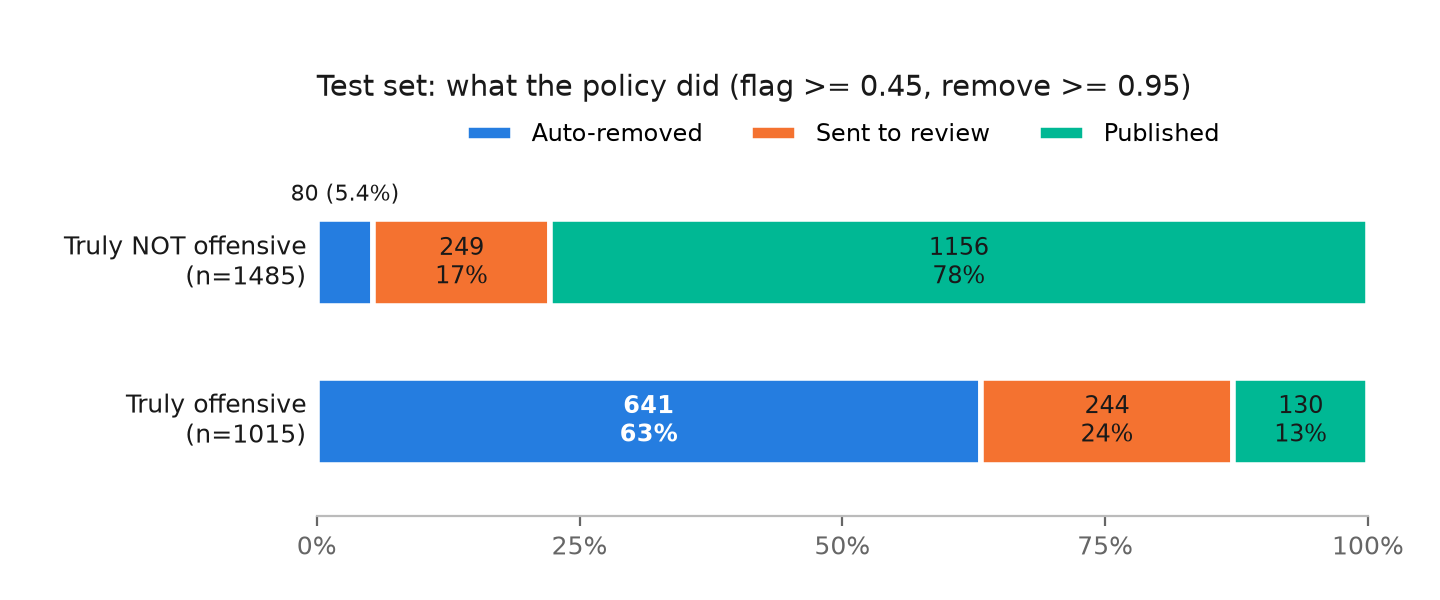 Test set: what the policy did (flag >= 0.45, remove >= 0.95)
Auto-removed Sent to review Published
80 (5.4%)
Truly NOT offensive
(n=1485)
249
17%
1156
78%
Truly offensive
(n=1015)
641
63%
244
24%
130
13%
0% 25% 50% 75% 100%